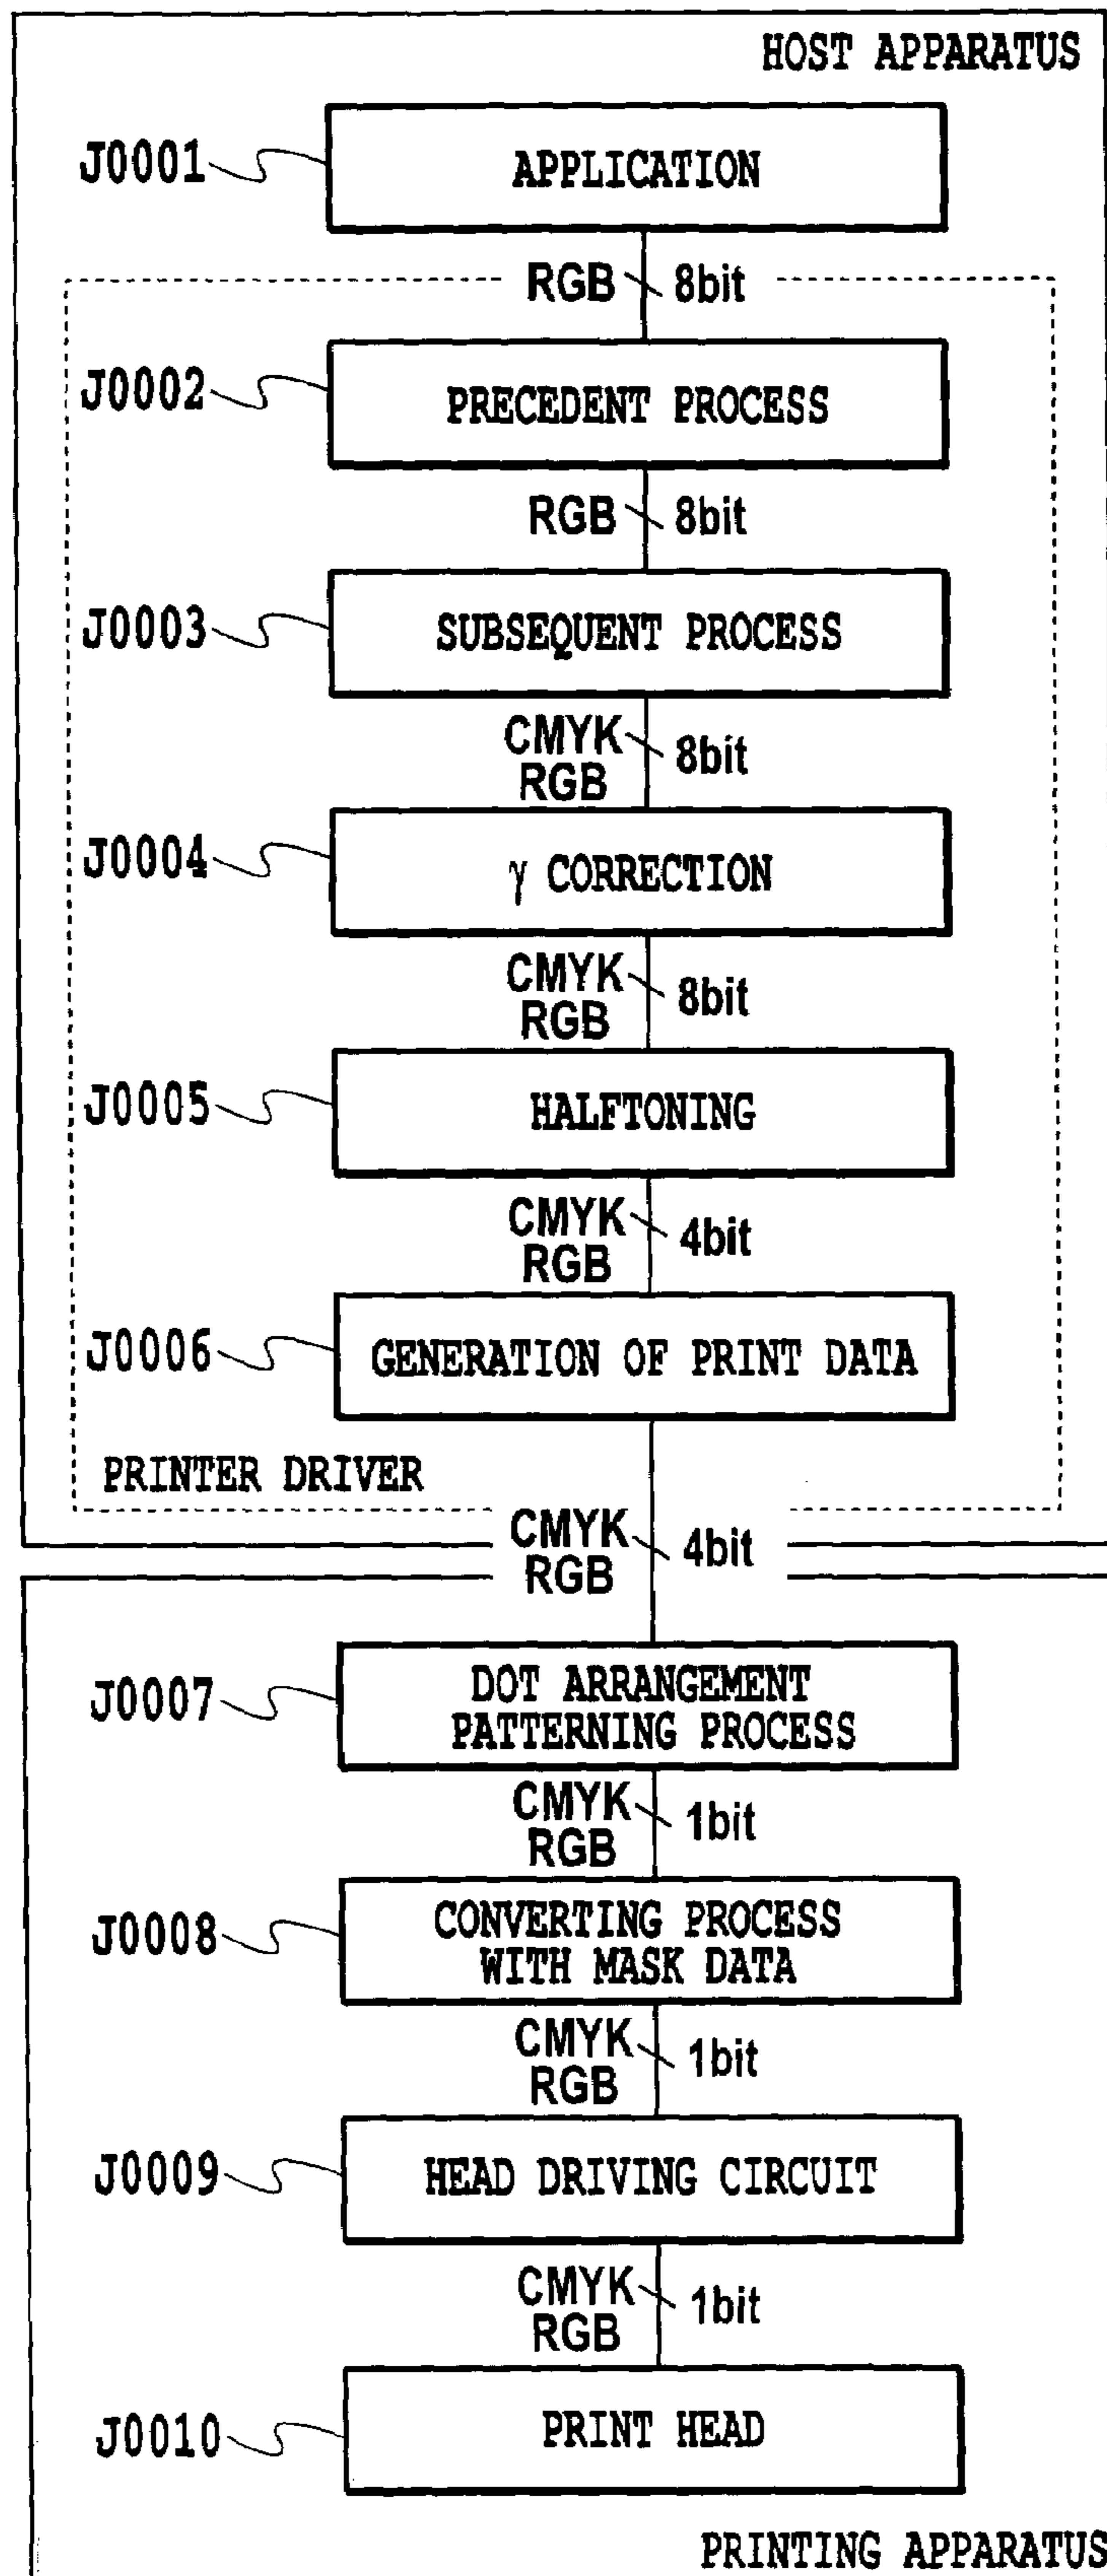 HOST APPARATUS
J0001
APPLICATION
RGB 8bit
J0002
PRECEDENT PROCESS
RGB 8bit
J0003
SUBSEQUENT PROCESS
CMYK
RGB
8bit
J0004
γ CORRECTION
CMYK
RGB
8bit
J0005
HALFTONING
CMYK
RGB
4bit
J0006
GENERATION OF PRINT DATA
PRINTER DRIVER
CMYK
RGB
4bit
J0007
DOT ARRANGEMENT
PATTERNING PROCESS
CMYK
RGB
1bit
J0008
CONVERTING PROCESS
WITH MASK DATA
CMYK
RGB
1bit
J0009
HEAD DRIVING CIRCUIT
CMYK
RGB
1bit
J0010
PRINT HEAD
PRINTING APPARATUS